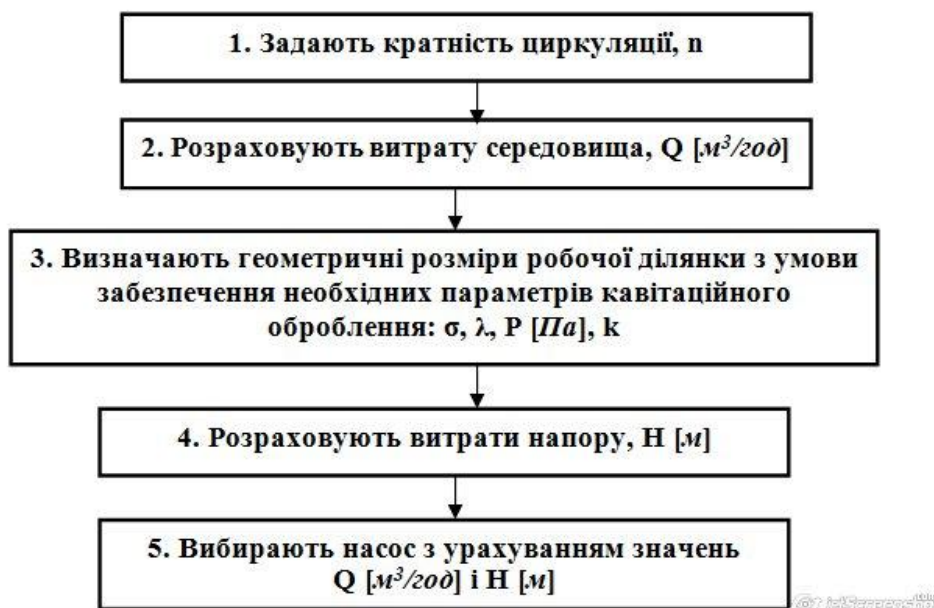 1. Задають кратність циркуляції, n
2. Розраховують витрату середовища, Q [м³/год]
3. Визначають геометричні розміри робочої ділянки з умови
забезпечення необхідних параметрів кавітаційного
оброблення: σ, λ, P [Па], k
4. Розраховують витрати напору, H [м]
5. Вибирають насос з урахуванням значень
Q [м³/год] і H [м]